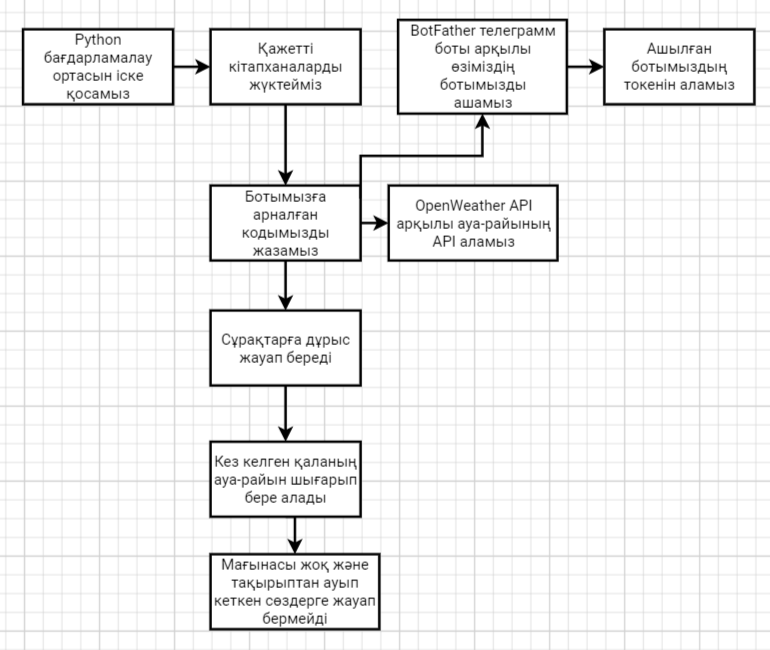 Python
бағдарламалау
ортасын іске
қосамыз
Қажетті
кітапханаларды
жүктейміз
BotFather телеграмм
боты арқылы
өзіміздің
ботымызды
ашамыз
Ашылған
ботымыздың
токенін аламыз
Ботымызға
арналған
кодымызды
жазамыз
OpenWeather API
арқылы ауа-райының
API аламыз
Сұрақтарға дұрыс
жауап береді
Кез келген қаланың
ауа-райын шығарып
бере алады
Мағынасы жоқ және
тақырыптан ауып
кеткен сөздерге жауап
бермейді